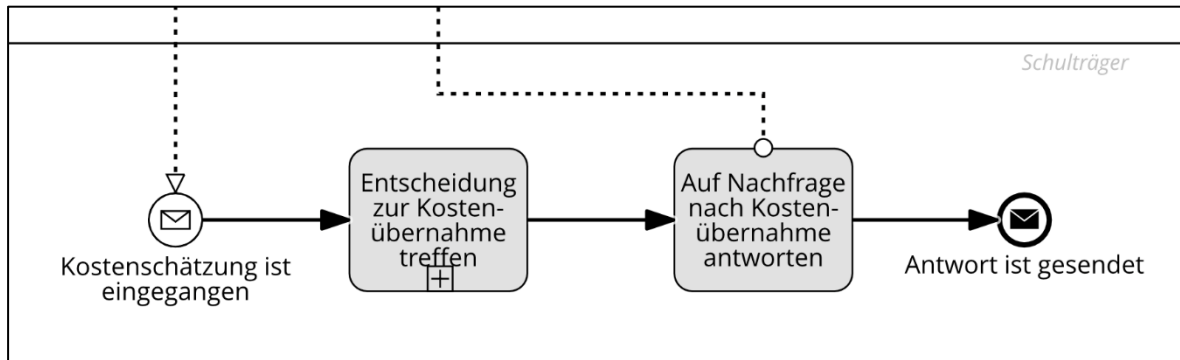 Schulträger
Entscheidung
zur Kosten-
übernahme
treffen
Auf Nachfrage
nach Kosten-
übernahme
antworten
Kostenschätzung ist
eingegangen
Antwort ist gesendet